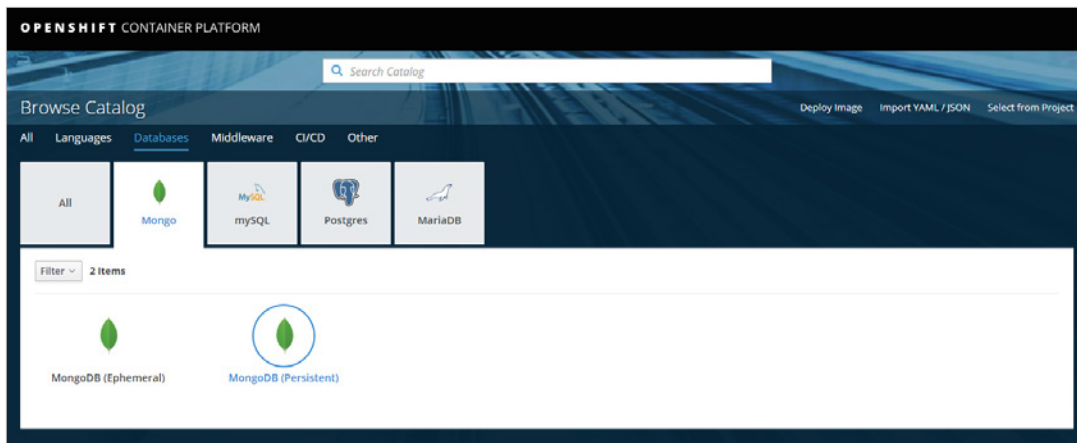 OPENSHIFT CONTAINER PLATFORM
Search Catalog
Browse Catalog
Deploy Image Import YAML / JSON Select from Project
All Languages Databases Middleware CI/CD Other
MySQL
All Mongo mySQL Postgres MariaDB
Filter 2 Items
MongoDB (Ephemeral) MongoDB (Persistent)